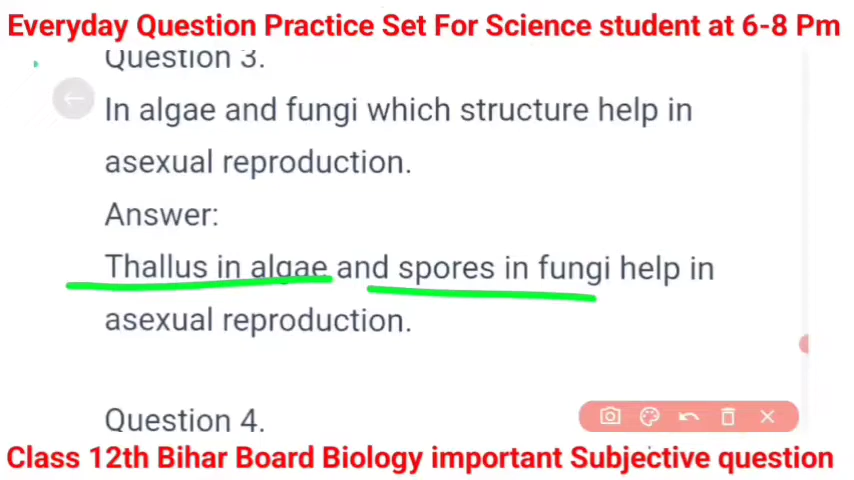 Everyday Question Practice Set For Science student at 6-8 Pm
Question 3.
In algae and fungi which structure help in
asexual reproduction.
Answer:
Thallus in algae and spores in fungi help in
asexual reproduction.
Question 4.
Class 12th Bihar Board Biology important Subjective question